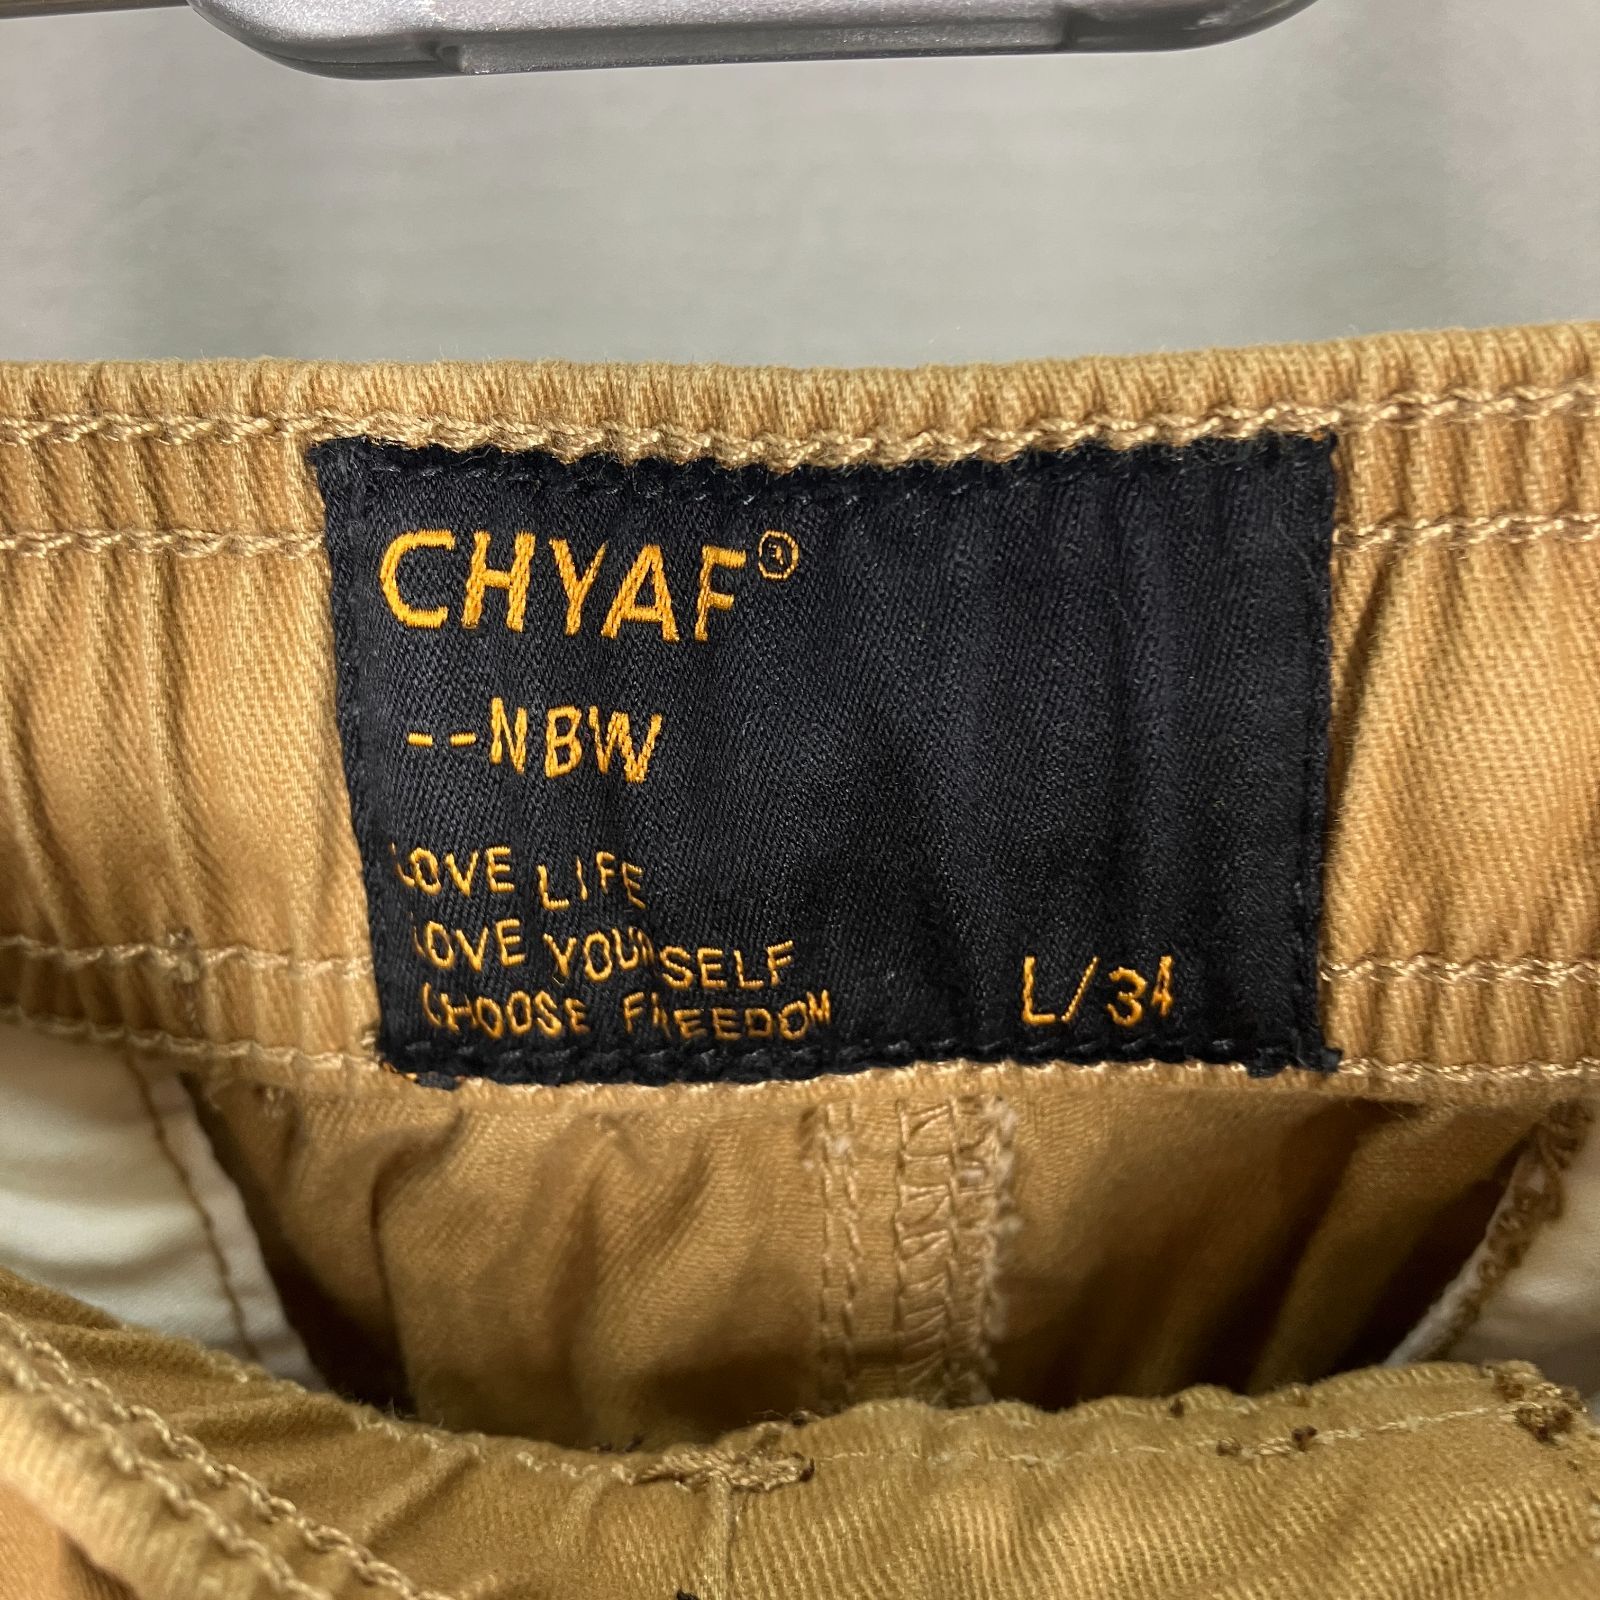 CHYAF®
--NBW
LOVE LIFE
LOVE YOURSELF
CHOOSE FREEDOM
L/34